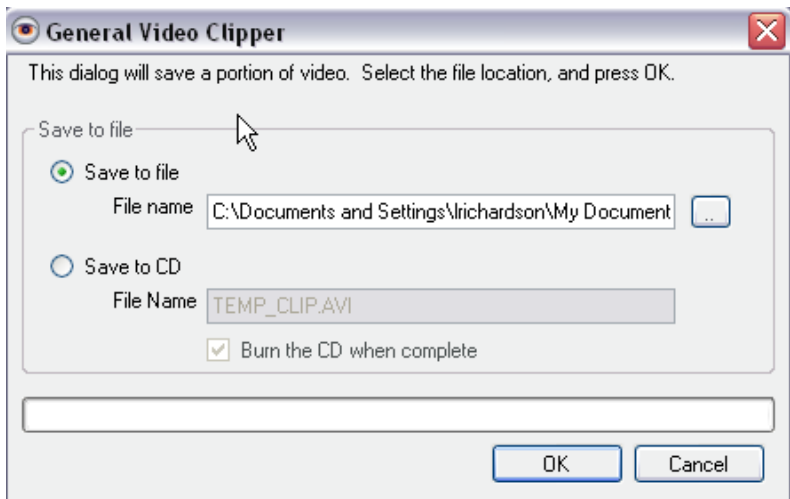 General Video Clipper
This dialog will save a portion of video.  Select the file location, and press OK.
Save to file
Save to file
File name C:\Documents and Settings\lrichardson\My Document ..
Save to CD
File Name TEMP_CLIP.AVI
Burn the CD when complete
OK Cancel